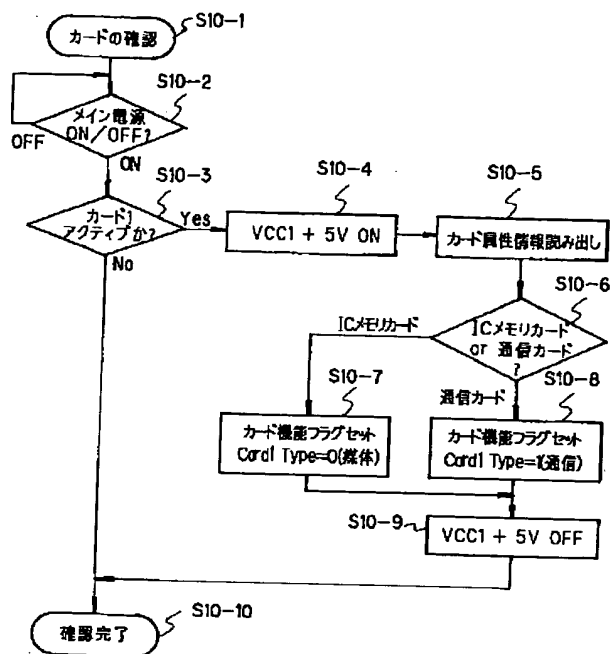 カードの確認
S10-1
S10-2
メイン電源
ON/OFF?
OFF
ON
S10-3
カード1
アクティブか?
Yes
No
S10-4
VCC1 + 5V ON
S10-5
カード属性情報読み出し
S10-6
ICメモリカード
or 通信カード
?
ICメモリカード
通信カード
S10-7
カード機能フラグセット
Card1 Type=0(媒体)
S10-8
カード機能フラグセット
Card1 Type=1(通信)
S10-9
VCC1 + 5V OFF
S10-10
確認完了